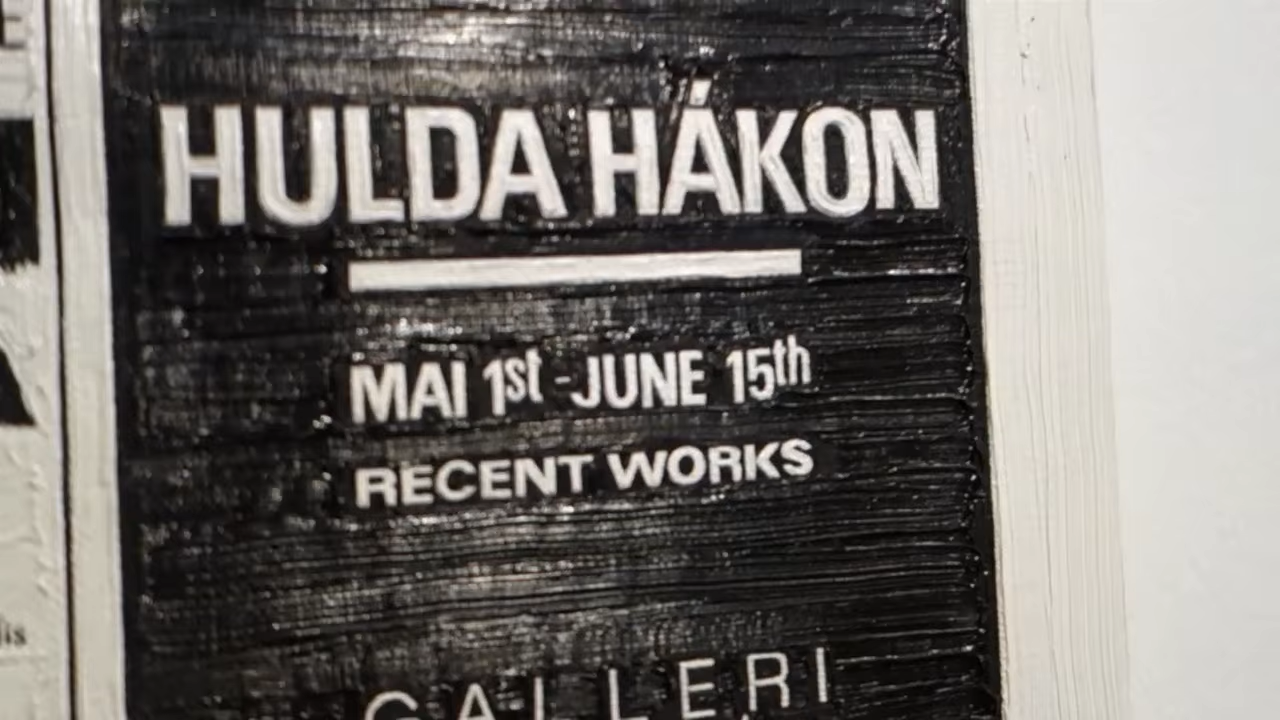 HULDA HÁKON
MAI 1st - JUNE 15th
RECENT WORKS
GALLERI